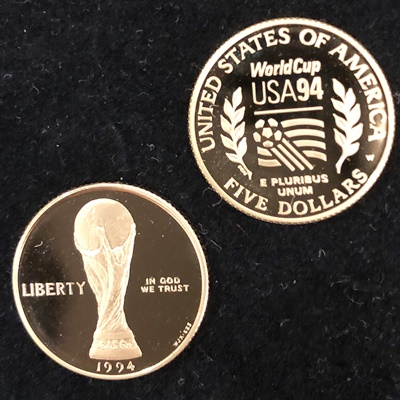 UNITED STATES OF AMERICA
WorldCup
USA94
E PLURIBUS
UNUM
FIVE DOLLARS
LIBERTY
IN GOD
WE TRUST
1994